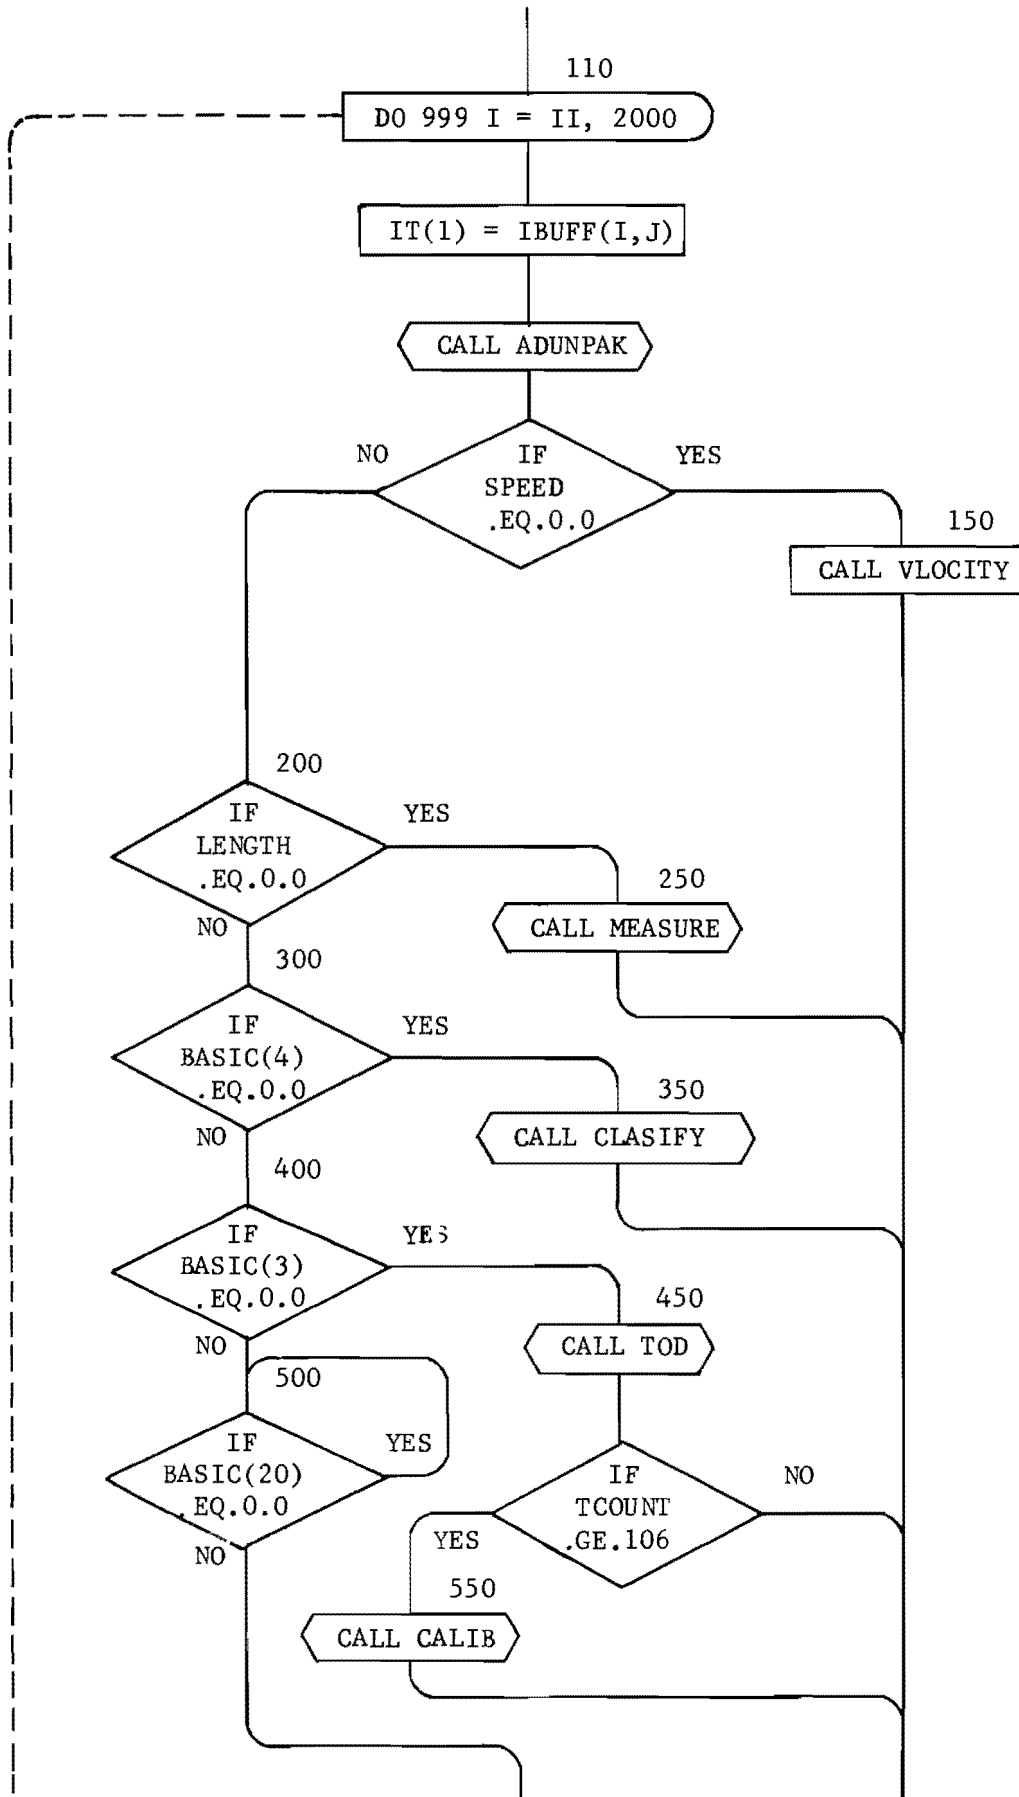 110
DO 999 I = II, 2000
IT(1) = IBUFF(I,J)
CALL ADUNPAK
NO
IF
YES
SPEED
.EQ.0.0
150
CALL VLOCITY
200
IF
YES
LENGTH
.EQ.0.0
250
NO
CALL MEASURE
300
IF
YES
BASIC(4)
.EQ.0.0
350
NO
CALL CLASIFY
400
IF
YES
BASIC(3)
.EQ.0.0
450
NO
CALL TOD
500
IF
YES
BASIC(20)
.EQ.0.0
IF
NO
TCOUNT
.GE.106
YES
NO
550
CALL CALIB